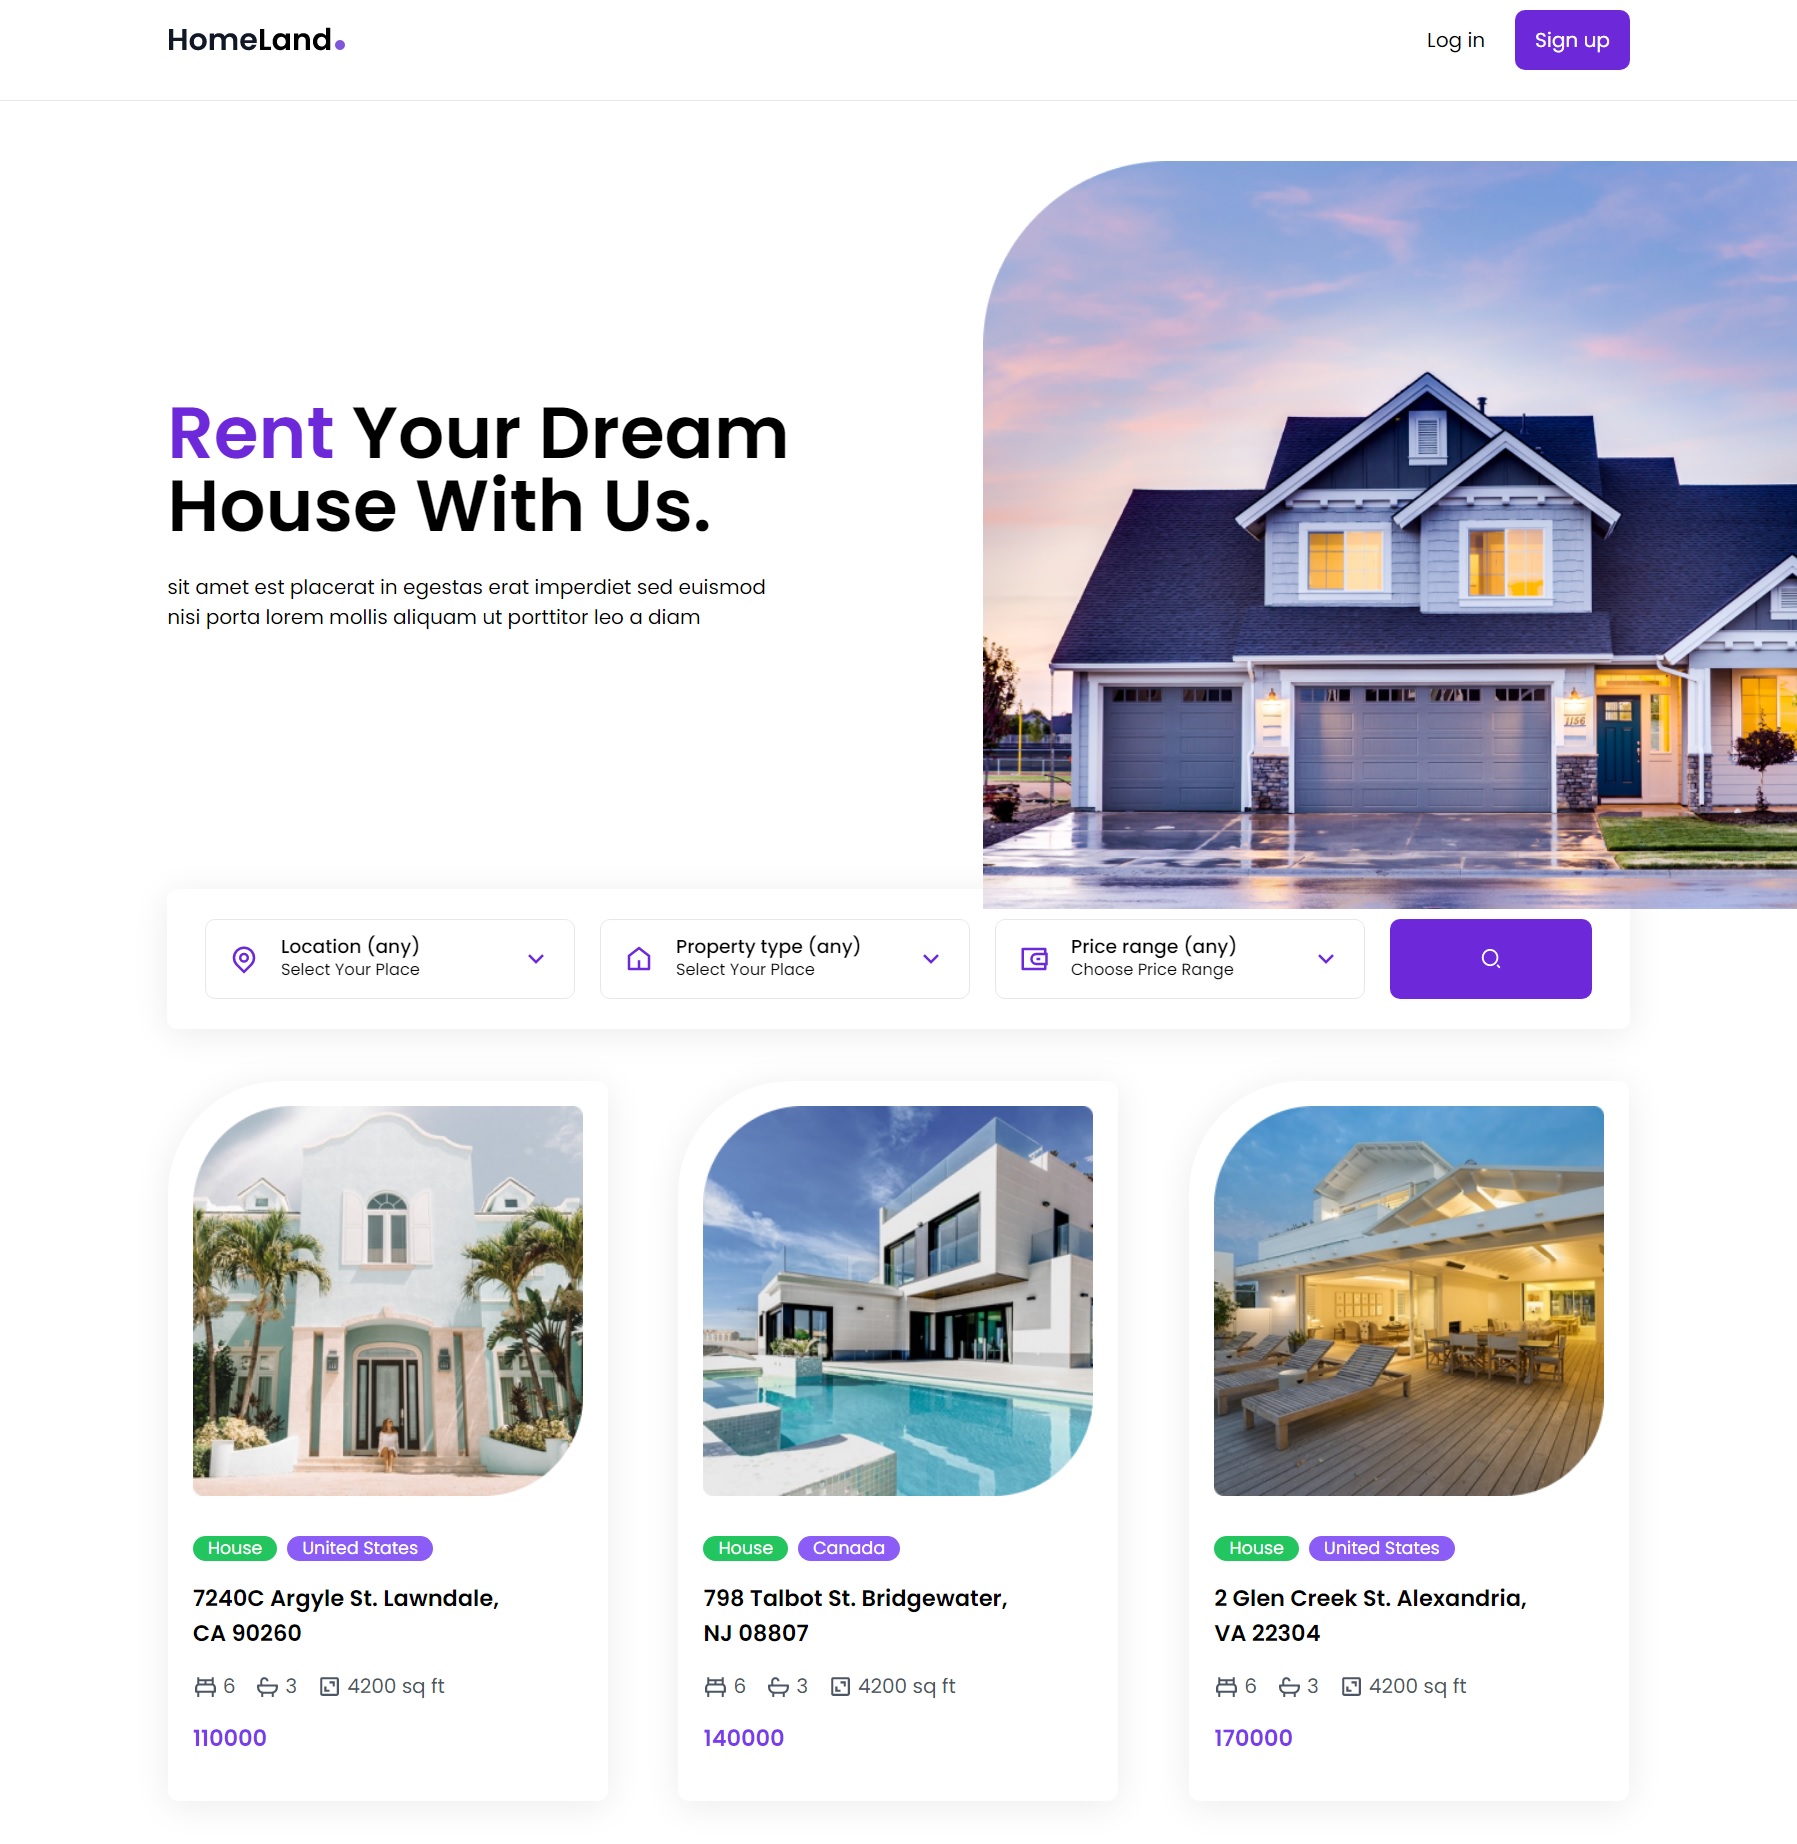 HomeLand.
Log in
Sign up
Rent Your Dream
House With Us.
sit amet est placerat in egestas erat imperdiet sed euismod
nisi porta lorem mollis aliquam ut porttitor leo a diam
1156
Location (any)
Select Your Place
Property type (any)
Select Your Place
Price range (any)
Choose Price Range
House
United States
7240C Argyle St. Lawndale,
CA 90260
6
3
4200 sq ft
110000
House
Canada
798 Talbot St. Bridgewater,
NJ 08807
6
3
4200 sq ft
140000
House
United States
2 Glen Creek St. Alexandria,
VA 22304
6
3
4200 sq ft
170000